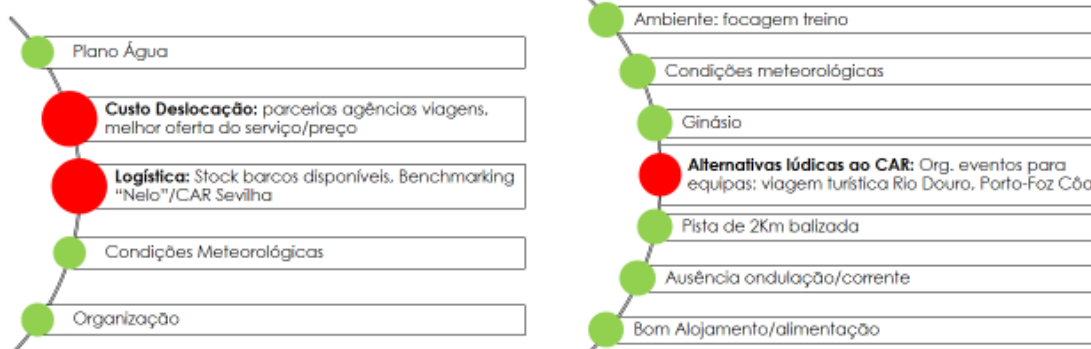 Plano Água
Custo Deslocação: parcerias agências viagens,
melhor oferta do serviço/preço
Logística: Stock barcos disponíveis, Benchmarking
“Nelo”/CAR Sevilha
Condições Meteorológicas
Organização
Ambiente: focagem treino
Condições meteorológicas
Ginásio
Alternativas lúdicas ao CAR: Org. eventos para
equipas: viagem turística Rio Douro, Porto-Foz Côa
Pista de 2Km balizada
Ausência ondulação/corrente
Bom Alojamento/alimentação